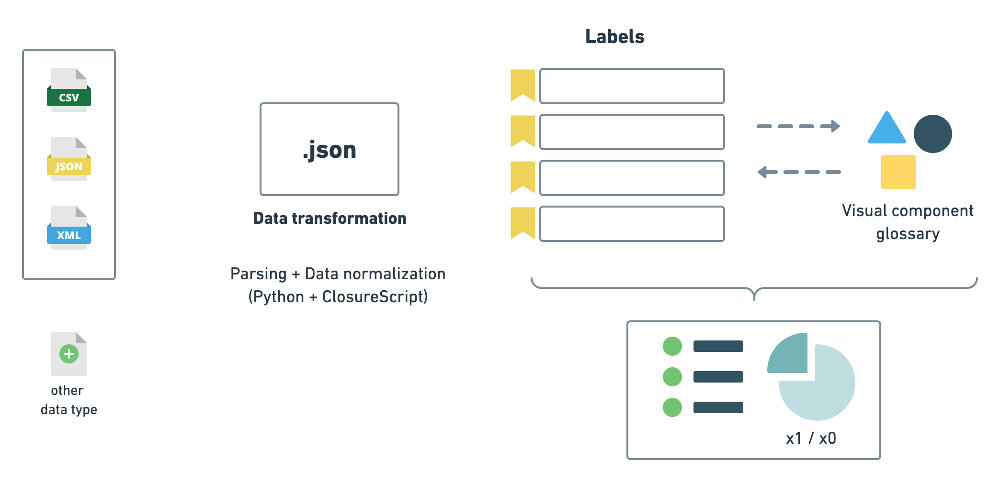 CSV
JSON
XML
other
data type
.json
Data transformation
Parsing + Data normalization
(Python + ClosureScript)
Labels
Visual component
glossary
x1 / x0